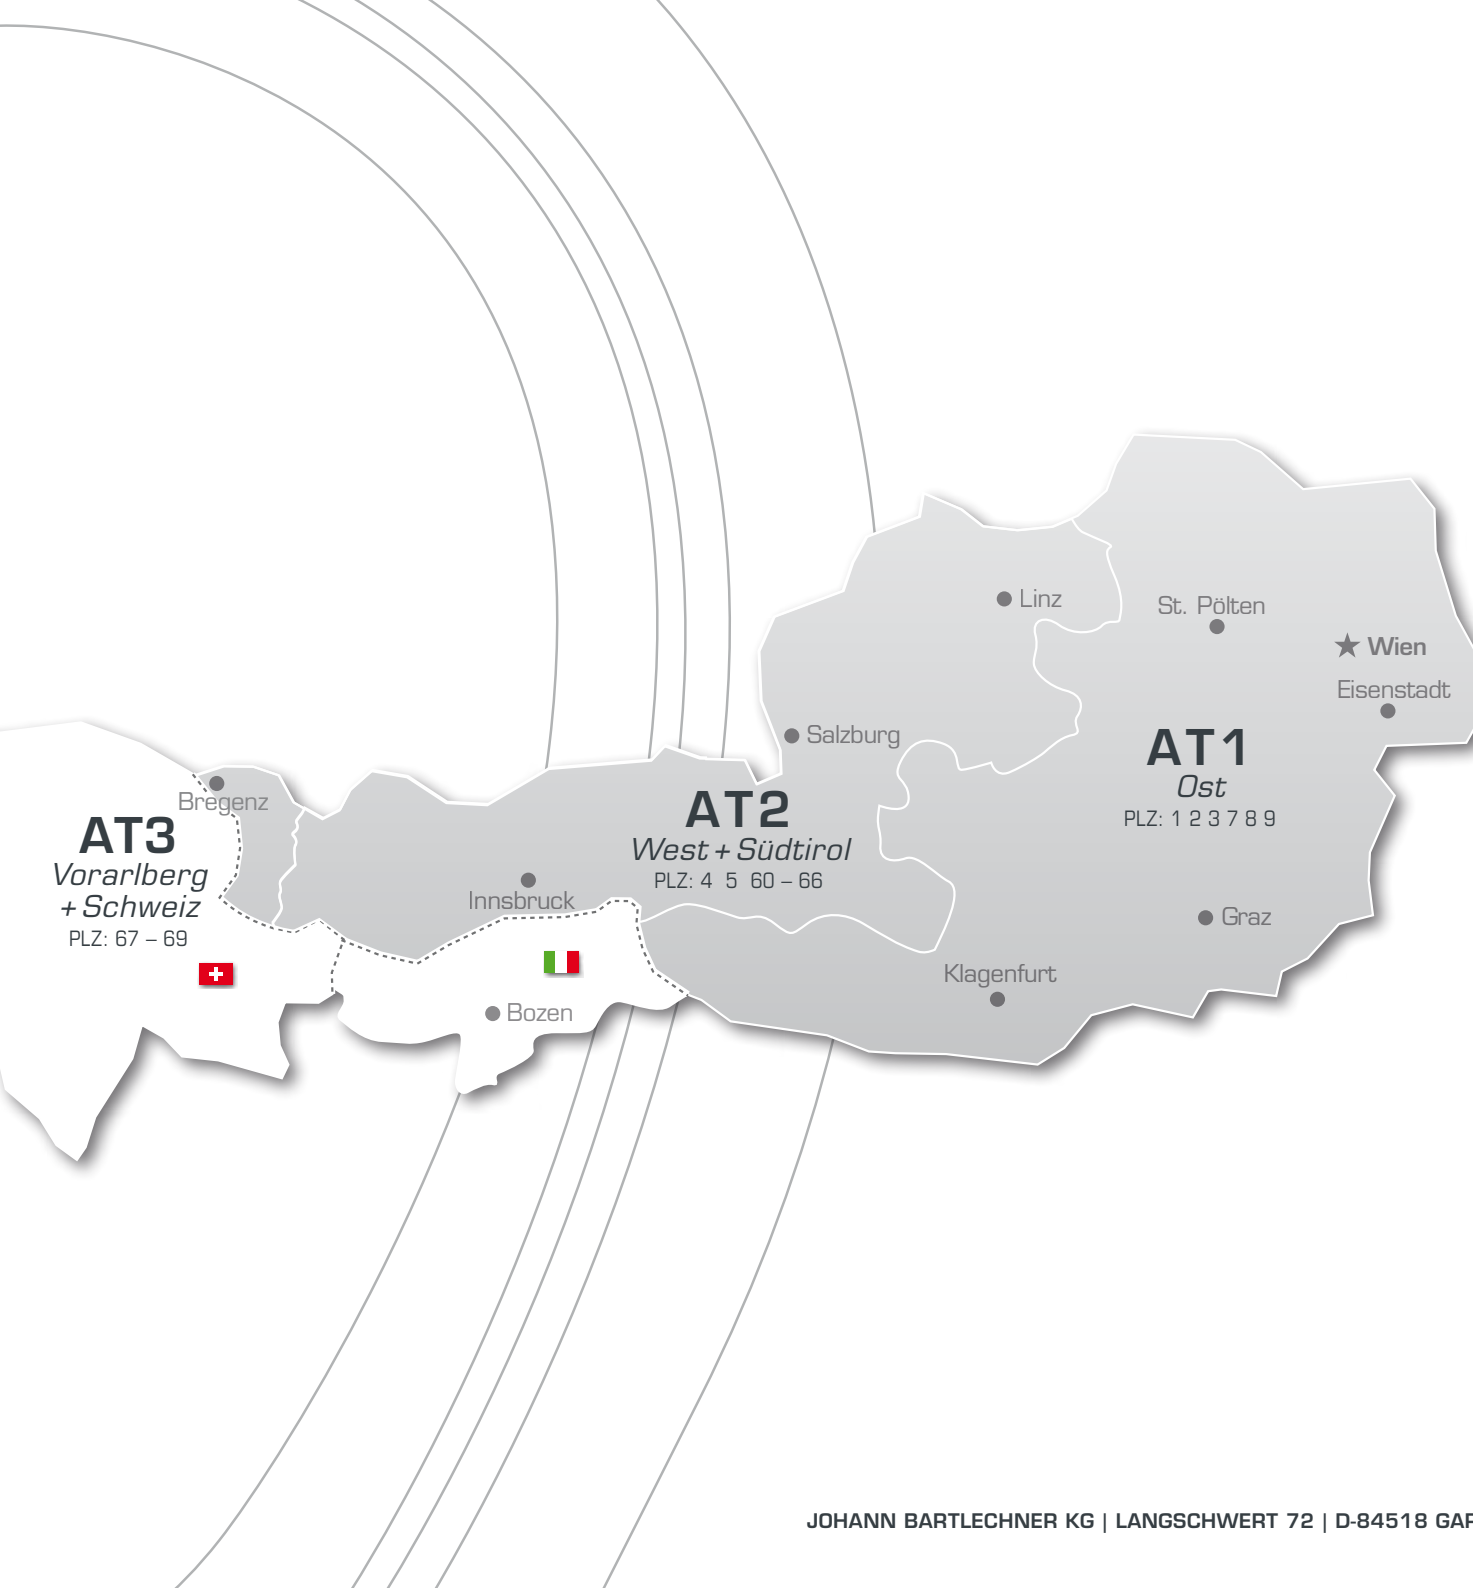 Linz
St. Pölten
Wien
Eisenstadt
Salzburg
AT1
Ost
PLZ: 1 2 3 7 8 9
Bregenz
AT2
West + Südtirol
PLZ: 4 5 60 – 66
AT3
Vorarlberg
+ Schweiz
PLZ: 67 – 69
Innsbruck
Graz
Klagenfurt
Bozen
JOHANN BARTLECHNER KG | LANGSCHWERT 72 | D-84518